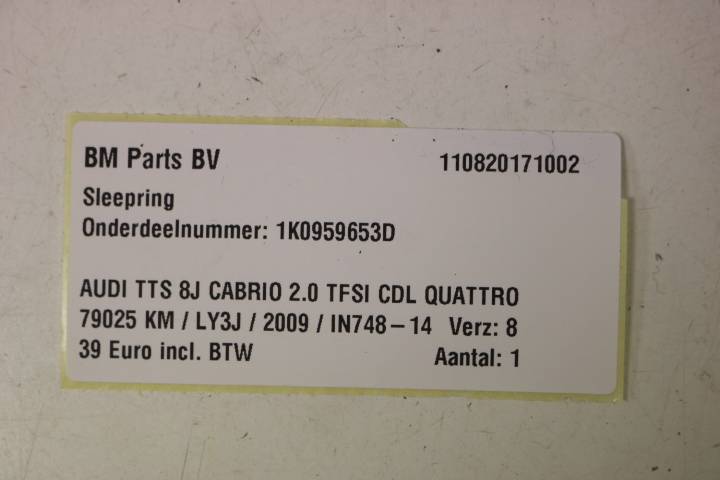 BM Parts BV 110820171002
Sleepring
Onderdeelnummer: 1K0959653D
AUDI TTS 8J CABRIO 2.0 TFSI CDL QUATTRO
79025 KM / LY3J / 2009 / IN748-14 Verz: 8
39 Euro incl. BTW Aantal: 1